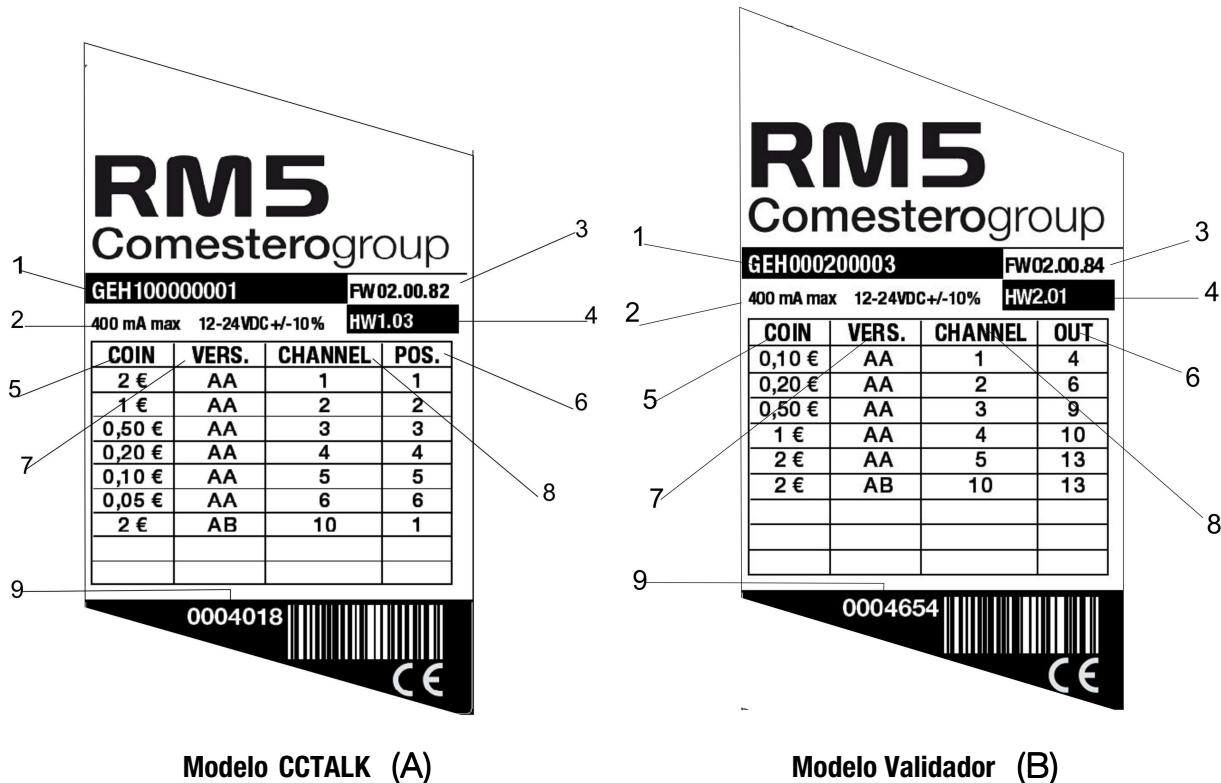 RM5
Comesterogroup
1
GEH100000001 FW02.00.82
3
2
400 mA max 12-24VDC+/-10% HW1.03
4
COIN VERS. CHANNEL POS.
5
2 € AA 1 1
1 € AA 2 2
6
0,50 € AA 3 3
0,20 € AA 4 4
7
0,10 € AA 5 5
8
0,05 € AA 6 6
2 € AB 10 1
9
0004018
CE
Modelo CCTALK (A)
RM5
Comesterogroup
1
GEH000200003 FW02.00.84
3
2
400 mA max 12-24VDC+/-10% HW2.01
4
COIN VERS. CHANNEL OUT
0,10 € AA 1 4
6
0,20 € AA 2 6
5
0,50 € AA 3 9
1 € AA 4 10
2 € AA 5 13
7
2 € AB 10 13
8
9
0004654
CE
Modelo Validador (B)